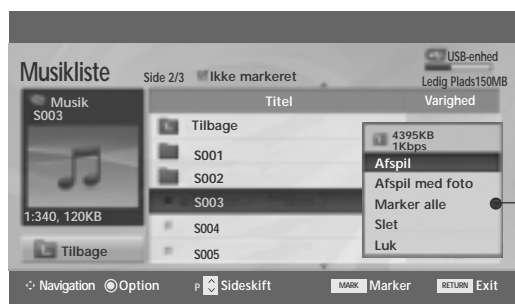 USB-enhed
Musikliste
Side 2/3
Ikke markeret
Ledig Plads150MB
Musik
S003
Titel
Varighed
Tilbage
S001
S002
S003
S004
S005
4395KB
1Kbps
Afspil
Afspil med foto
Marker alle
Slet
Luk
1:340, 120KB
Tilbage
Navigation Option P Sideskift MARK Marker RETURN Exit